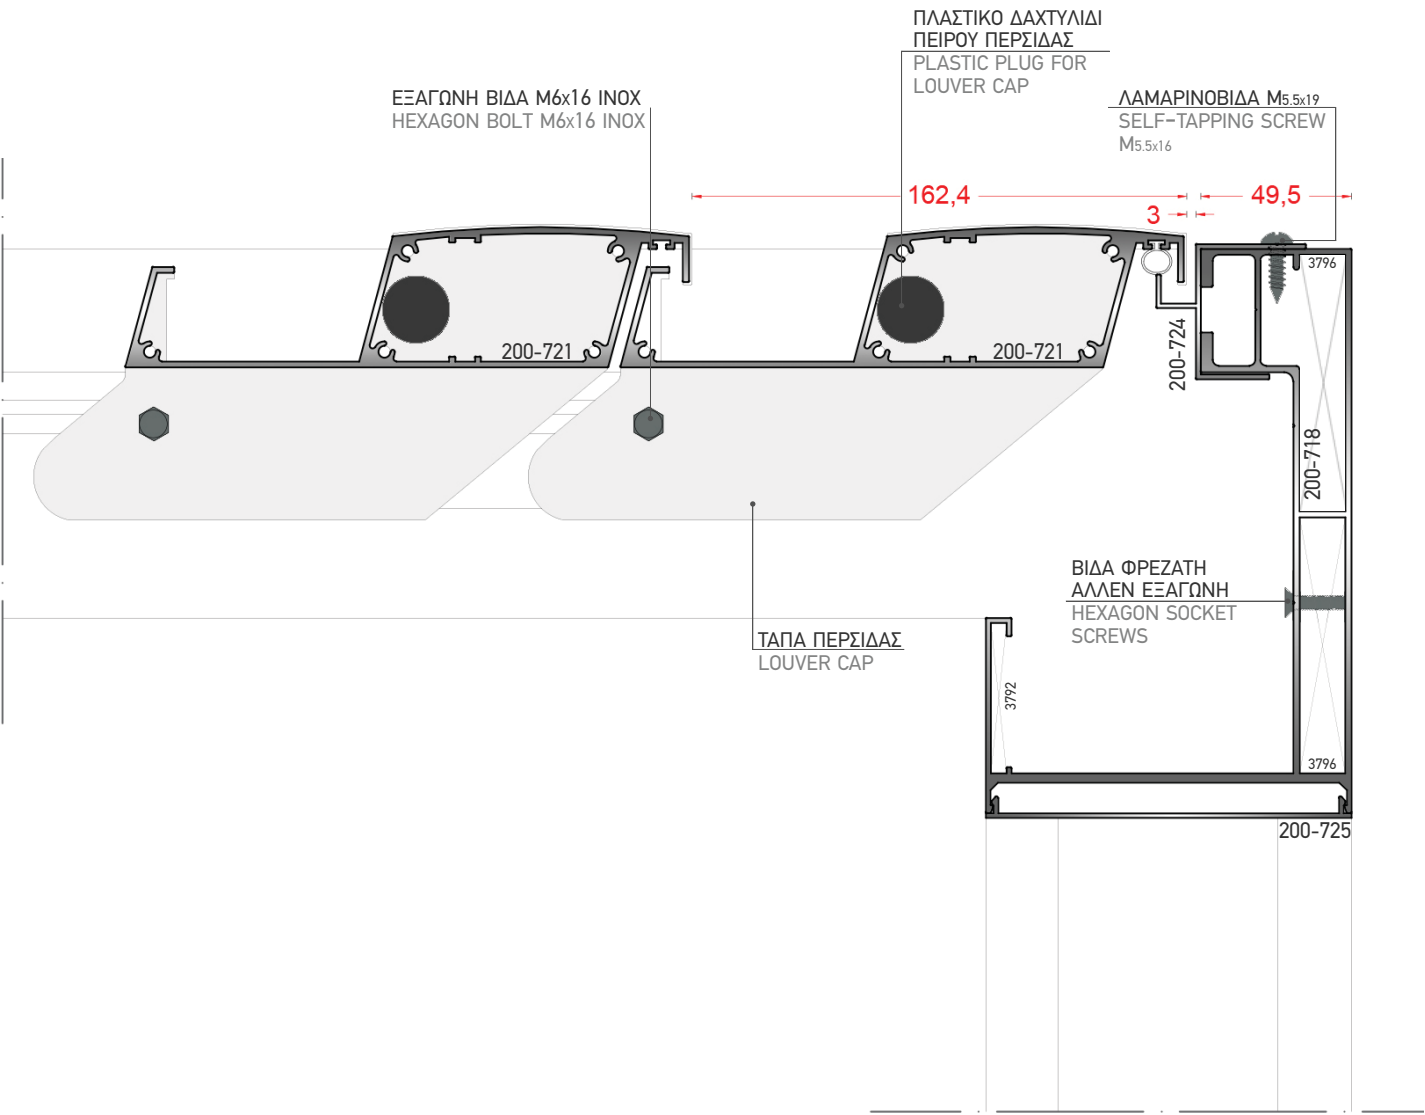 ΠΛΑΣΤΙΚΟ ΔΑΧΤΥΛΙΔΙ
ΠΕΙΡΟΥ ΠΕΡΣΙΔΑΣ
PLASTIC PLUG FOR
LOUVER CAP
ΕΞΑΓΩΝΗ ΒΙΔΑ M6x16 INOX
HEXAGON BOLT M6x16 INOX
ΛΑΜΑΡΙΝΟΒΙΔΑ M5.5x19
SELF-TAPPING SCREW
M5.5x16
162,4
49,5
3
3796
200-721
200-721
200-724
200-718
ΒΙΔΑ ΦΡΕΖΑΤΗ
ΑΛΛΕΝ ΕΞΑΓΩΝΗ
HEXAGON SOCKET
SCREWS
ΤΑΠΑ ΠΕΡΣΙΔΑΣ
LOUVER CAP
3792
3796
200-725